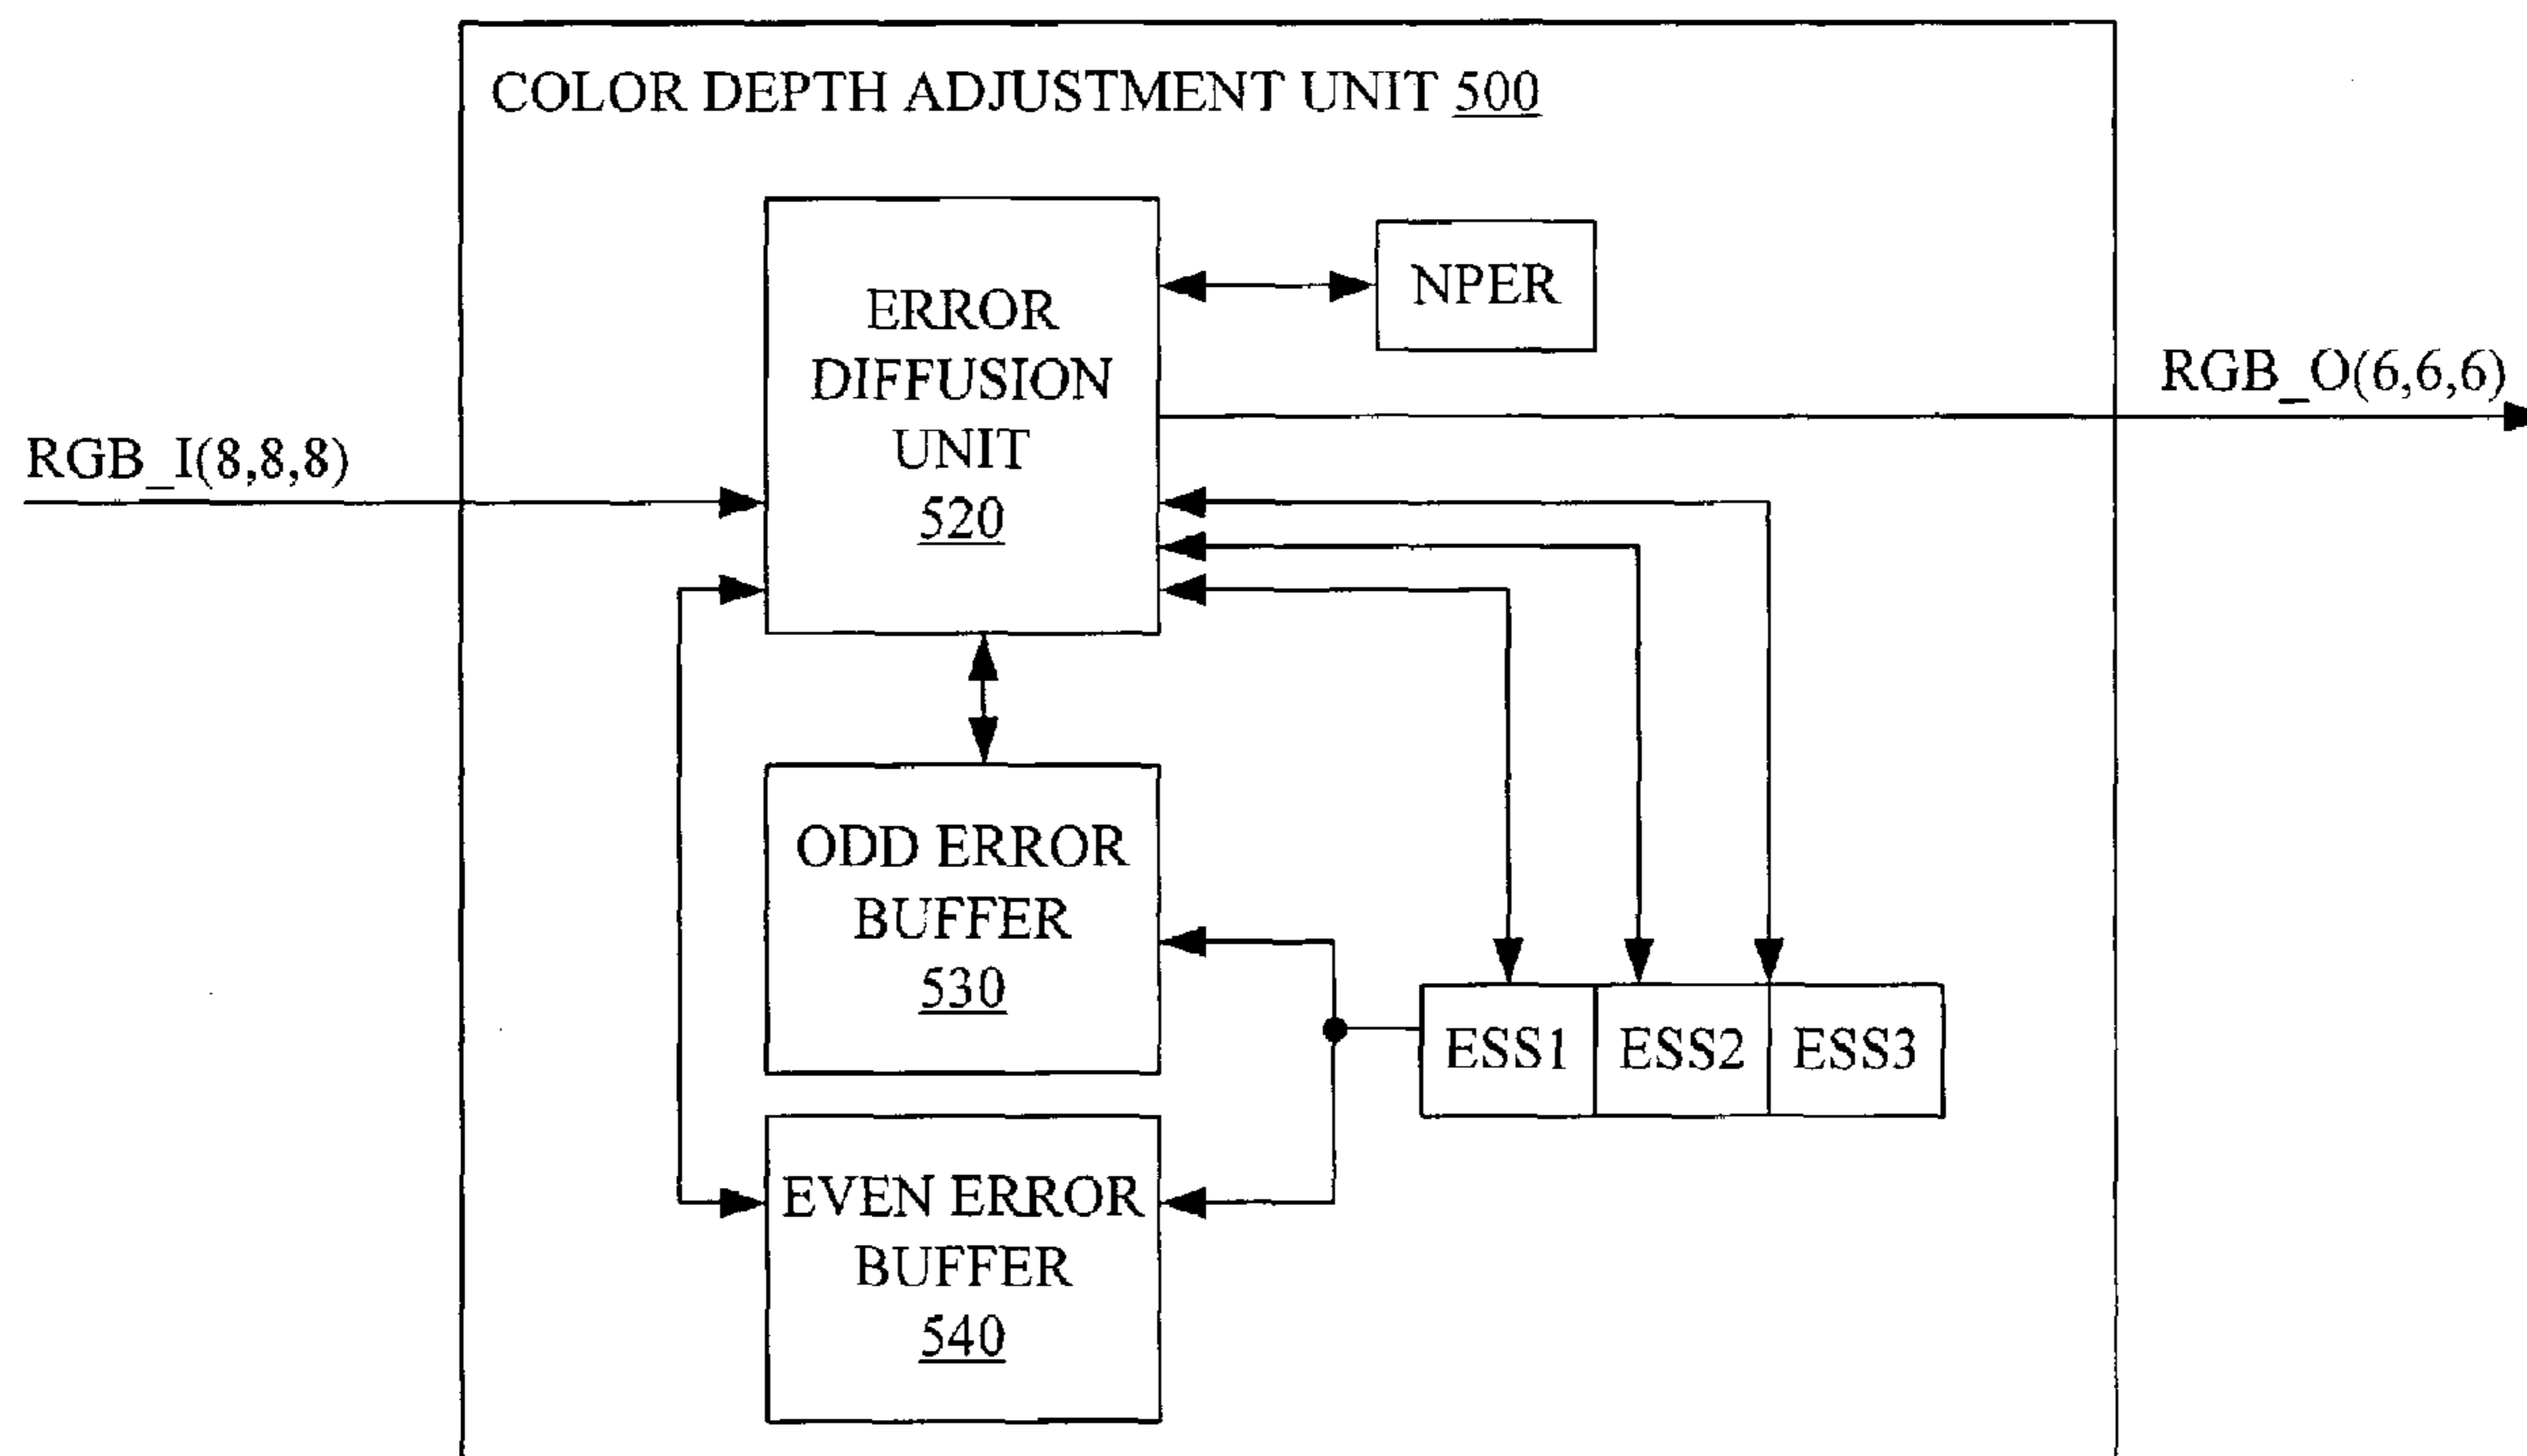 COLOR DEPTH ADJUSTMENT UNIT 500
ERROR
DIFFUSION
UNIT
520
NPER
RGB_O(6,6,6)
RGB_I(8,8,8)
ODD ERROR
BUFFER
530
ESS1 ESS2 ESS3
EVEN ERROR
BUFFER
540